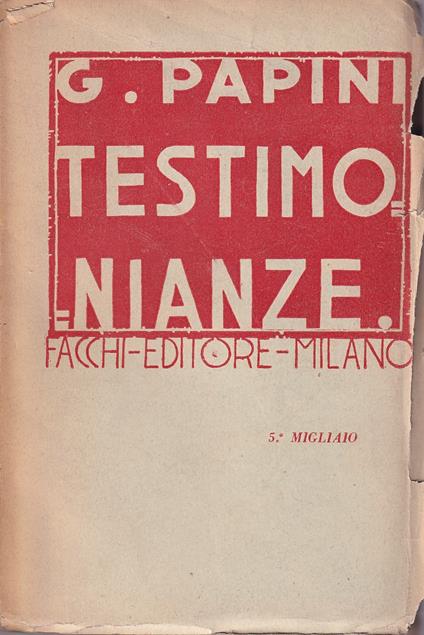 G. PAPINI
TESTIMO=
=NIANZE.
FACCHI-EDITORE-MILANO
5.° MIGLIAIO